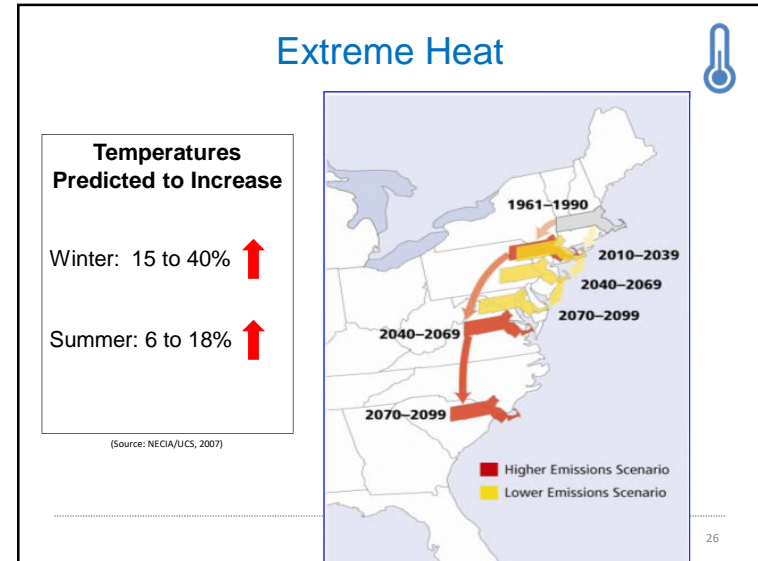 Extreme Heat
Temperatures
Predicted to Increase
Winter: 15 to 40%
Summer: 6 to 18%
(Source: NECIA/UCS, 2007)
1961–1990
2010–2039
2040–2069
2070–2099
2040–2069
2070–2099
Higher Emissions Scenario
Lower Emissions Scenario
26